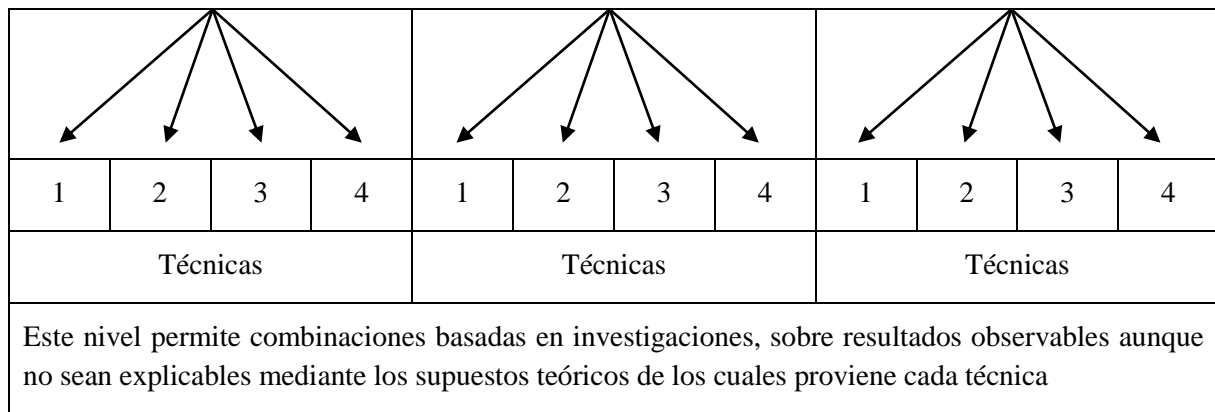 1 2 3 4 1 2 3 4 1 2 3 4
Técnicas Técnicas Técnicas
Este nivel permite combinaciones basadas en investigaciones, sobre resultados observables aunque
no sean explicables mediante los supuestos teóricos de los cuales proviene cada técnica